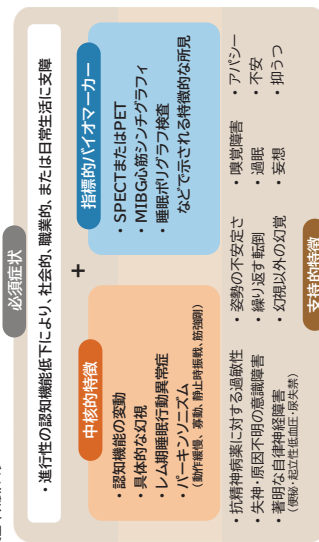 必須症状
・進行性の認知機能低下により、社会的、職業的、または日常生活に支障
中核的特徴
・認知機能の変動
・具体的な幻視
・レム期睡眠行動異常症
・パーキンソニズム
（動作緩慢、寡動、静止時振戦、筋強剛）
+
指標的バイオマーカー
・SPECTまたはPET
・MIBG心筋シンチグラフィ
・睡眠ポリグラフ検査
などで示される特徴的な所見
・抗精神病薬に対する過敏性
・失神・原因不明の意識障害
・著明な自律神経障害
（便秘・起立性低血圧・尿失禁）
・姿勢の不安定さ
・繰り返す転倒
・幻視以外の幻覚
・嗅覚障害
・過眠
・妄想
・アパシー
・不安
・抑うつ
支持的特徴